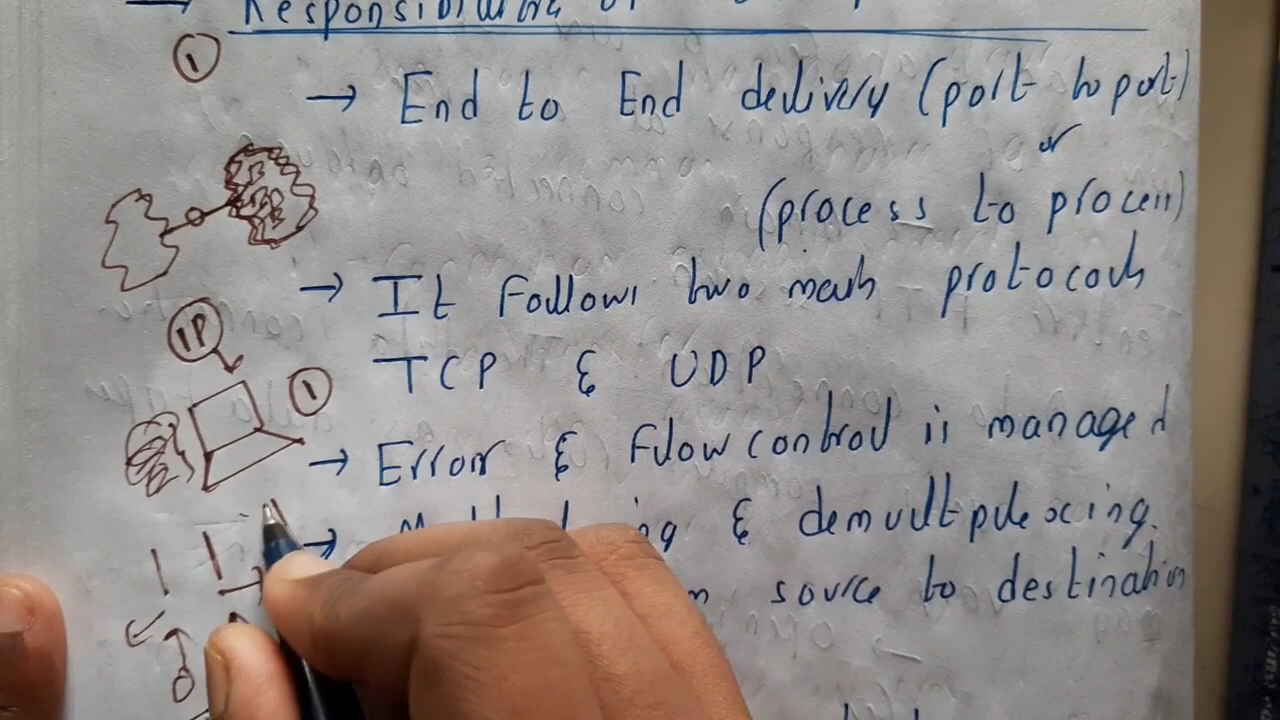 ①
→ End to End delivery (port to port)
or
(process to process)
→ It follows two main protocols
IP
TCP & UDP
①
→ Error & Flow control is managed
→ & demultiplexing.
source to destination